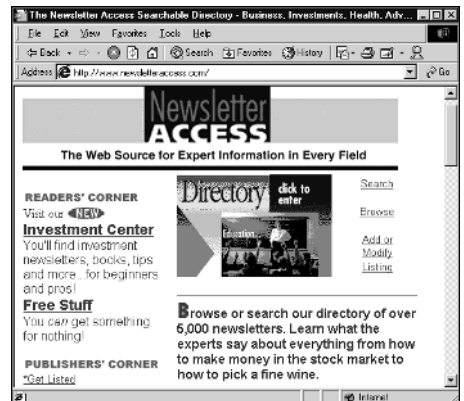 The Newsletter Access Searchable Directory - Business, Investments, Health, Adv...
File Edit View Favorites Tools Help
Back Search Favorites History
Address http://www.newsletteraccess.com/ Go
Newsletter
ACCESS
The Web Source for Expert Information in Every Field
READERS' CORNER
Visit our NEW
Investment Center
You'll find investment
newsletters, books, tips
and more...for beginners
and pros!
Free Stuff
You can get something
for nothing!
PUBLISHERS' CORNER
*Get Listed
Directory
click to
enter
Education
Search
Browse
Add or
Modify
Listing
Browse or search our directory of over
5,000 newsletters. Learn what the
experts say about everything from how
to make money in the stock market to
how to pick a fine wine.
Internet